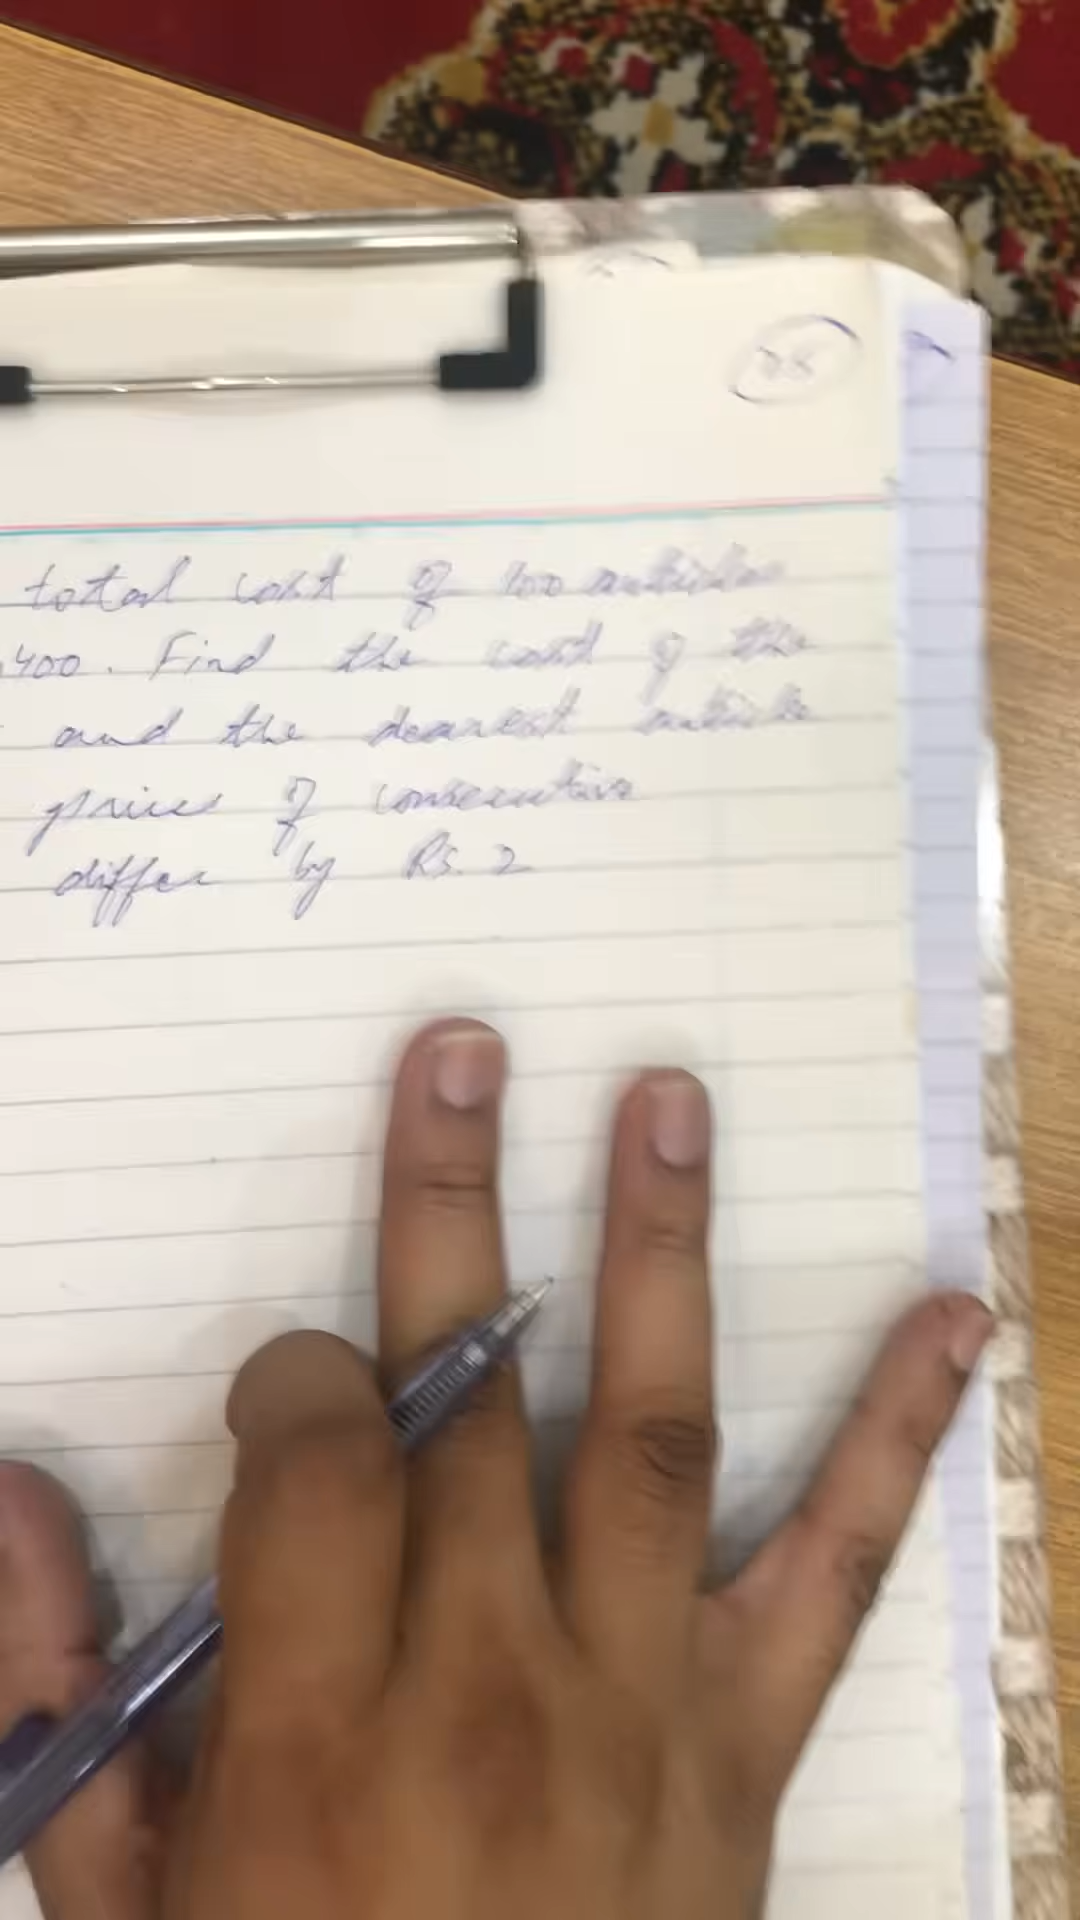 total cost of 100 articles
400. Find the cost of the
and the dearest article
prices of consecutive
differ by Rs. 2